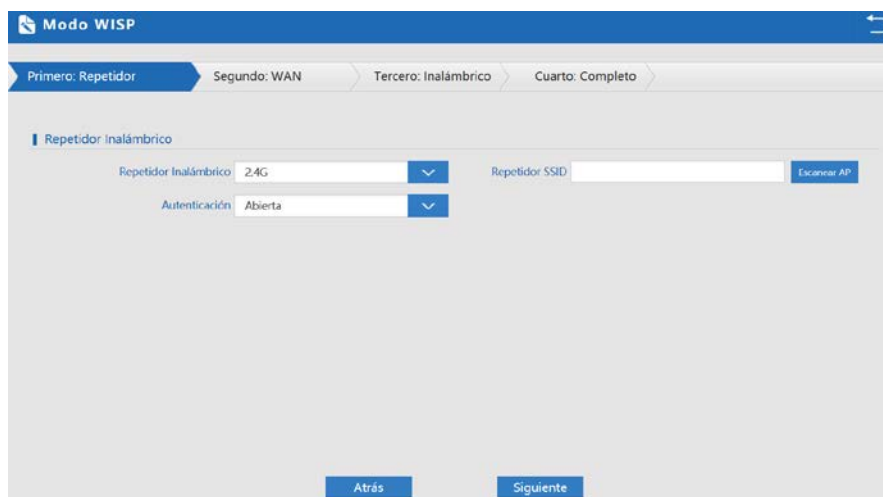 Modo WISP
Primero: Repetidor Segundo: WAN Tercero: Inalámbrico Cuarto: Completo
Repetidor Inalámbrico
Repetidor Inalámbrico 2.4G Repetidor SSID Escanear AP
Autenticación Abierta
Atrás Siguiente